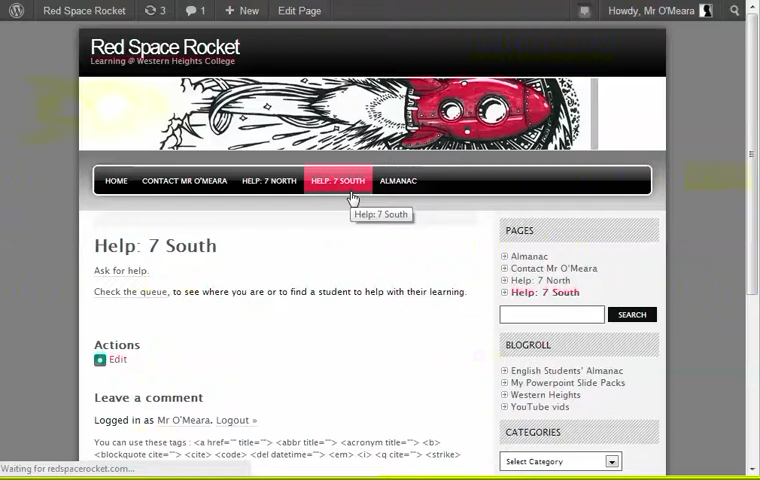 Red Space Rocket 3 1 New Edit Page Howdy, Mr O'Meara
Red Space Rocket
Learning @ Western Heights College
HOME CONTACT MR O'MEARA HELP: 7 NORTH HELP: 7 SOUTH ALMANAC
Help: 7 South
Help: 7 South
Ask for help.
Check the queue, to see where you are or to find a student to help with their learning.
Actions
Edit
Leave a comment
Logged in as Mr O'Meara. Logout »
You can use these tags : <a href="" title=""> <abbr title=""> <acronym title=""> <b>
<blockquote cite=""> <cite> <code> <del datetime=""> <em> <i> <q cite=""> <strike>
PAGES
Almanac
Contact Mr O'Meara
Help: 7 North
Help: 7 South
SEARCH
BLOGROLL
English Students' Almanac
My Powerpoint Slide Packs
Western Heights
YouTube vids
CATEGORIES
Select Category
Waiting for redspacerocket.com...